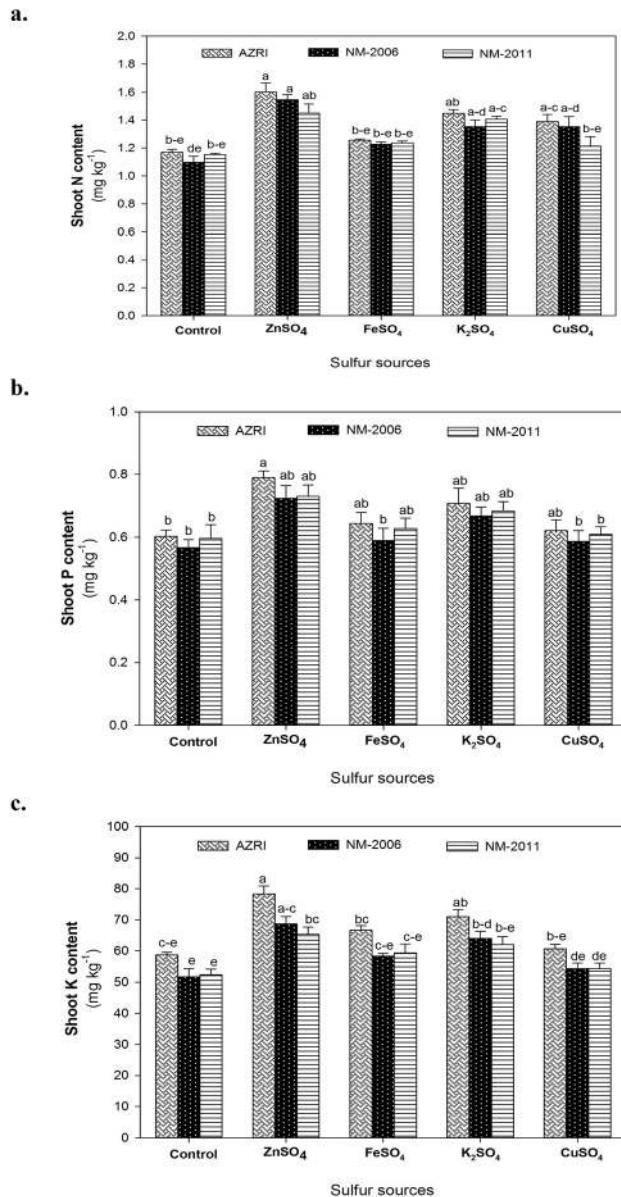 a.
2.0
AZRI NM-2006 NM-2011
1.8
a a ab
1.6
ab a-d a-c
a-c a-d b-e
1.4
b-e de b-e
b-e b-e b-e
1.2
1.0
0.8
0.6
0.4
0.2
0.0
Shoot N content
(mg kg-1)
Control ZnSO4 FeSO4 K2SO4 CuSO4
Sulfur sources
b.
1.0
AZRI NM-2006 NM-2011
a ab ab
0.8
b b b
ab b ab
ab ab ab
ab b b
0.6
0.4
0.2
0.0
Shoot P content
(mg kg-1)
Control ZnSO4 FeSO4 K2SO4 CuSO4
Sulfur sources
c.
100
AZRI NM-2006 NM-2011
90
a a-c bc
80
bc c-e c-e
ab b-d b-e
70
c-e e e
b-e de de
60
50
40
30
20
10
0
Shoot K content
(mg kg-1)
Control ZnSO4 FeSO4 K2SO4 CuSO4
Sulfur sources